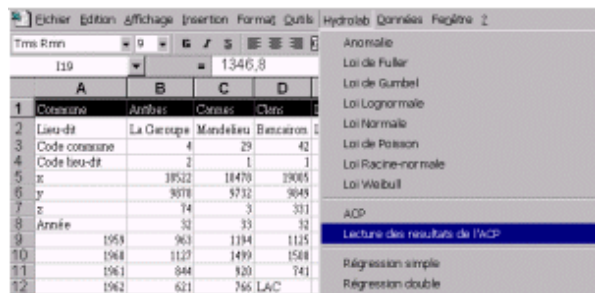 Fichier Edition Affichage Insertion Format Outils Hydrolab Données Fenêtre ?
Tms Rmn 9 G I S
I19 = 1346,8
A B C D
1 Commune Antibes Cannes Clans
2 Lieu-dit La Garoupe Mandelieu Bancairon
3 Code commune 4 29 42
4 Code lieu-dit 2 1 1
5 x 10522 10478 19005
6 y 9878 9732 9849
7 z 74 3 331
8 Année 32 33 32
9 1959 963 1194 1125
10 1960 1127 1499 1508
11 1961 844 920 741
12 1962 621 766 LAC
Anomalie
Loi de Fuller
Loi de Gumbel
Loi Lognormale
Loi Normale
Loi de Poisson
Loi Racine-normale
Loi Weibull
ACP
Lecture des resultats de l'ACP
Régression simple
Régression double